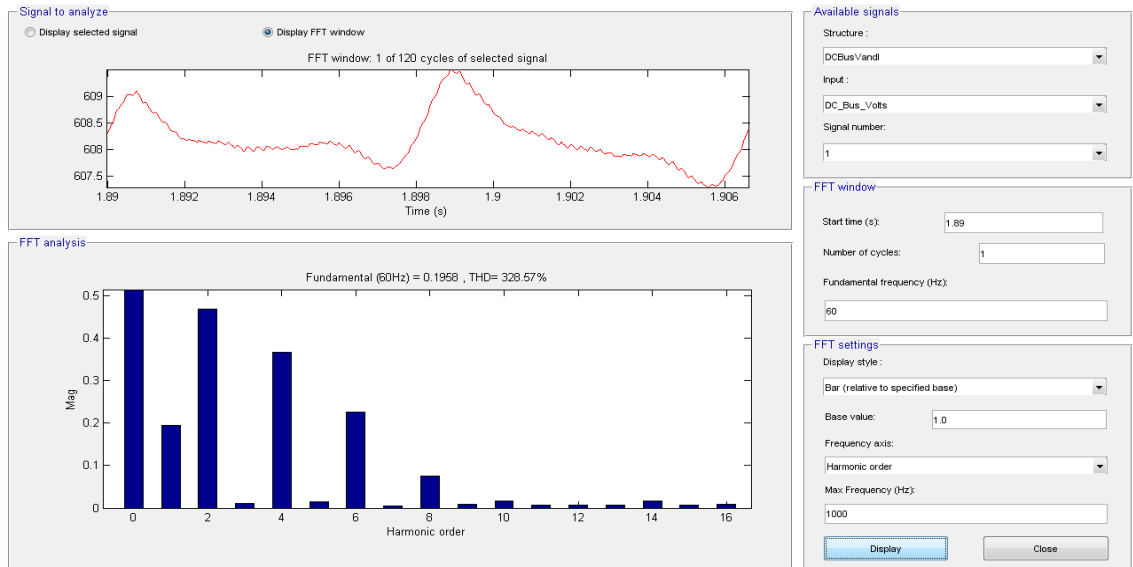 Signal to analyze
Display selected signal
Display FFT window
FFT window: 1 of 120 cycles of selected signal
609
608.5
608
607.5
1.89
1.892
1.894
1.896
1.898
1.9
1.902
1.904
1.906
Time (s)
FFT analysis
Fundamental (60Hz) = 0.1958 , THD= 328.57%
0.5
0.4
0.3
0.2
0.1
0
Mag
0
2
4
6
8
10
12
14
16
Harmonic order
Available signals
Structure :
DCBusVandI
Input :
DC_Bus_Volts
Signal number:
1
FFT window
Start time (s):
1.89
Number of cycles:
1
Fundamental frequency (Hz):
60
FFT settings
Display style :
Bar (relative to specified base)
Base value:
1.0
Frequency axis:
Harmonic order
Max Frequency (Hz):
1000
Display
Close